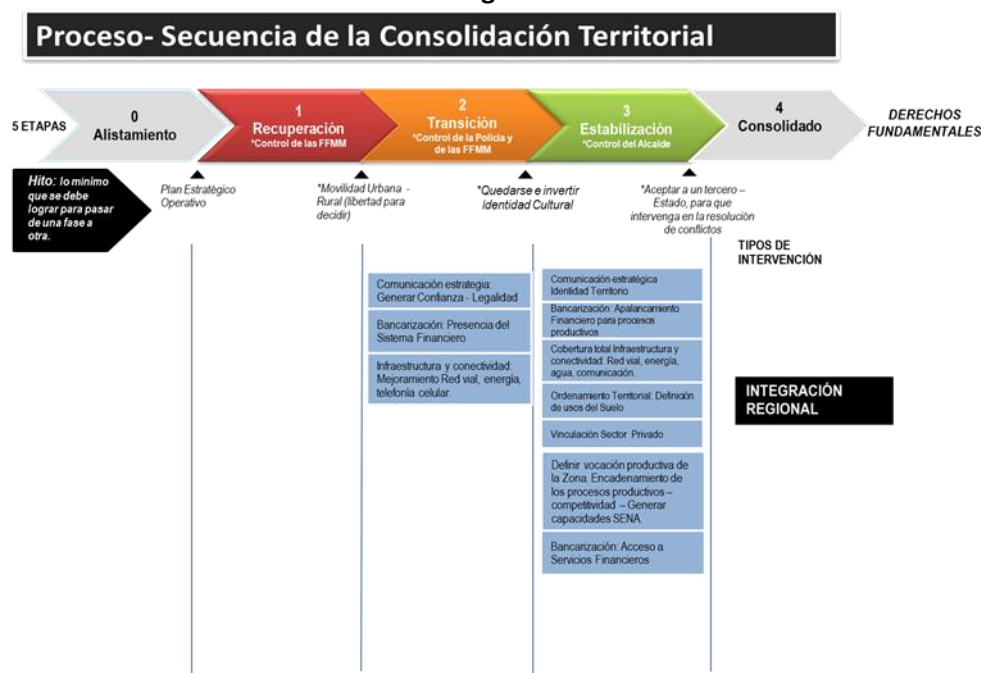 Proceso- Secuencia de la Consolidación Territorial
5 ETAPAS
0
Alistamiento
1
Recuperación
*Control de las FFMM
2
Transición
*Control de la Policía y
de las FFMM
3
Estabilización
*Control del Alcalde
4
Consolidado
DERECHOS
FUNDAMENTALES
Hito: lo mínimo
que se debe
lograr para pasar
de una fase a
otra.
Plan Estratégico
Operativo
*Movilidad Urbana -
Rural (libertad para
decidir)
*Quedarse e invertir
Identidad Cultural
*Aceptar a un tercero –
Estado, para que
intervenga en la resolución
de conflictos
TIPOS DE
INTERVENCIÓN
Comunicación estrategia:
Generar Confianza - Legalidad
Bancarización: Presencia del
Sistema Financiero
Infraestructura y conectividad:
Mejoramiento Red vial, energía,
telefonía celular.
Comunicación estratégica
Identidad Territorio
Bancarización: Apalancamiento
Financiero para procesos
productivos
Cobertura total Infraestructura y
conectividad: Red vial, energía,
agua, comunicación.
Ordenamiento Territorial: Definición
de usos del Suelo
Vinculación Sector Privado
Definir vocación productiva de
la Zona. Encadenamiento de
los procesos productivos –
competitividad – Generar
capacidades SENA.
Bancarización: Acceso a
Servicios Financieros
INTEGRACIÓN
REGIONAL